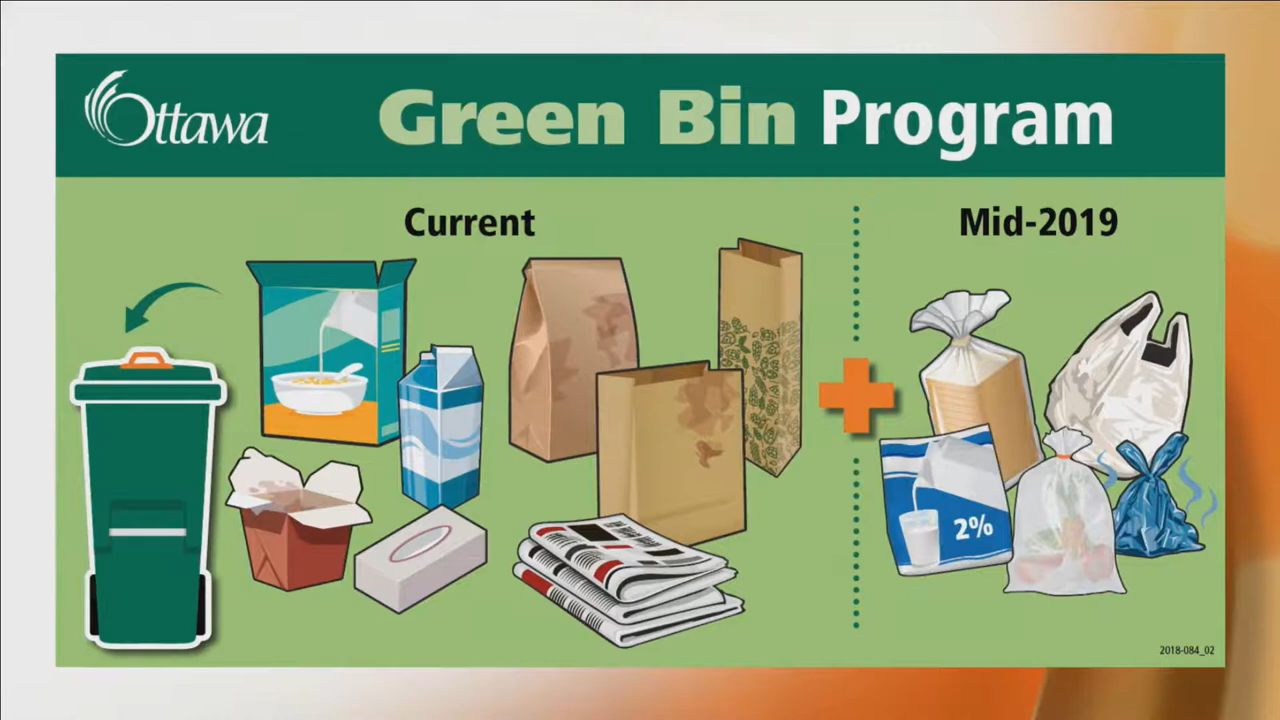 Ottawa
Green Bin Program
Current
Mid-2019
2%
2018-084_02